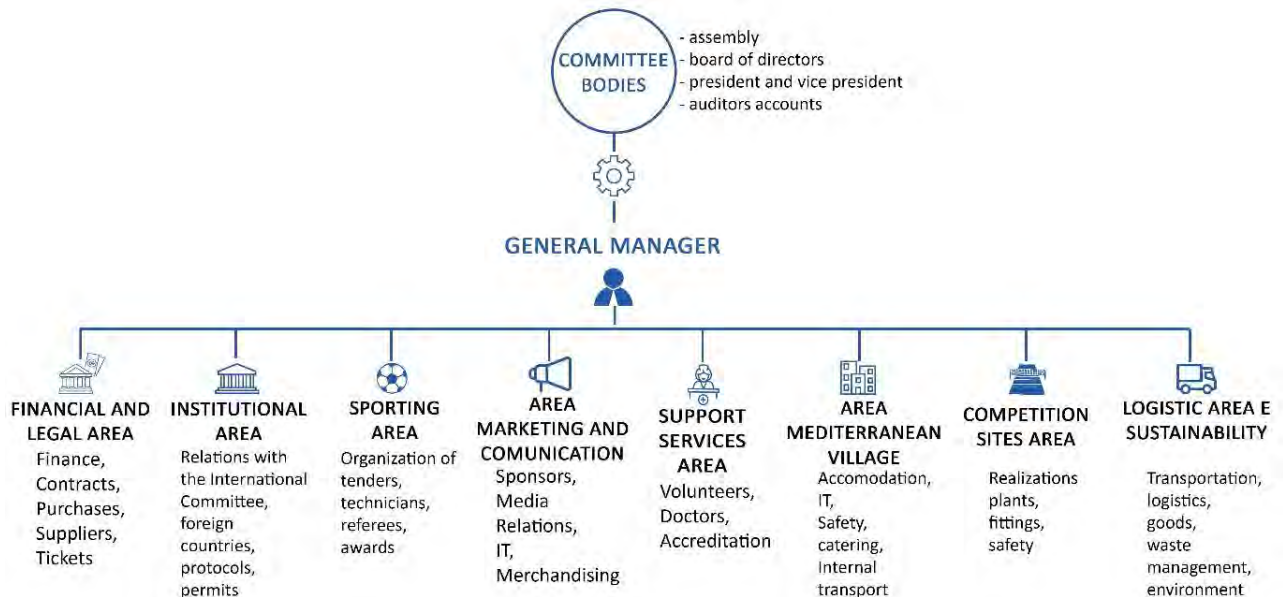 COMMITTEE
BODIES
- assembly
- board of directors
- president and vice president
- auditors accounts
GENERAL MANAGER
FINANCIAL AND
LEGAL AREA
Finance,
Contracts,
Purchases,
Suppliers,
Tickets
INSTITUTIONAL
AREA
Relations with
the International
Committee,
foreign
countries,
protocols,
permits
SPORTING
AREA
Organization of
tenders,
technicians,
referees,
awards
AREA
MARKETING AND
COMUNICATION
Sponsors,
Media
Relations,
IT,
Merchandising
SUPPORT
SERVICES
AREA
Volunteers,
Doctors,
Accreditation
AREA
MEDITERRANEAN
VILLAGE
Accomodation,
IT,
Safety,
catering,
Internal
transport
COMPETITION
SITES AREA
Realizations
plants,
fittings,
safety
LOGISTIC AREA E
SUSTAINABILITY
Transportation,
logistics,
goods,
waste
management,
environment